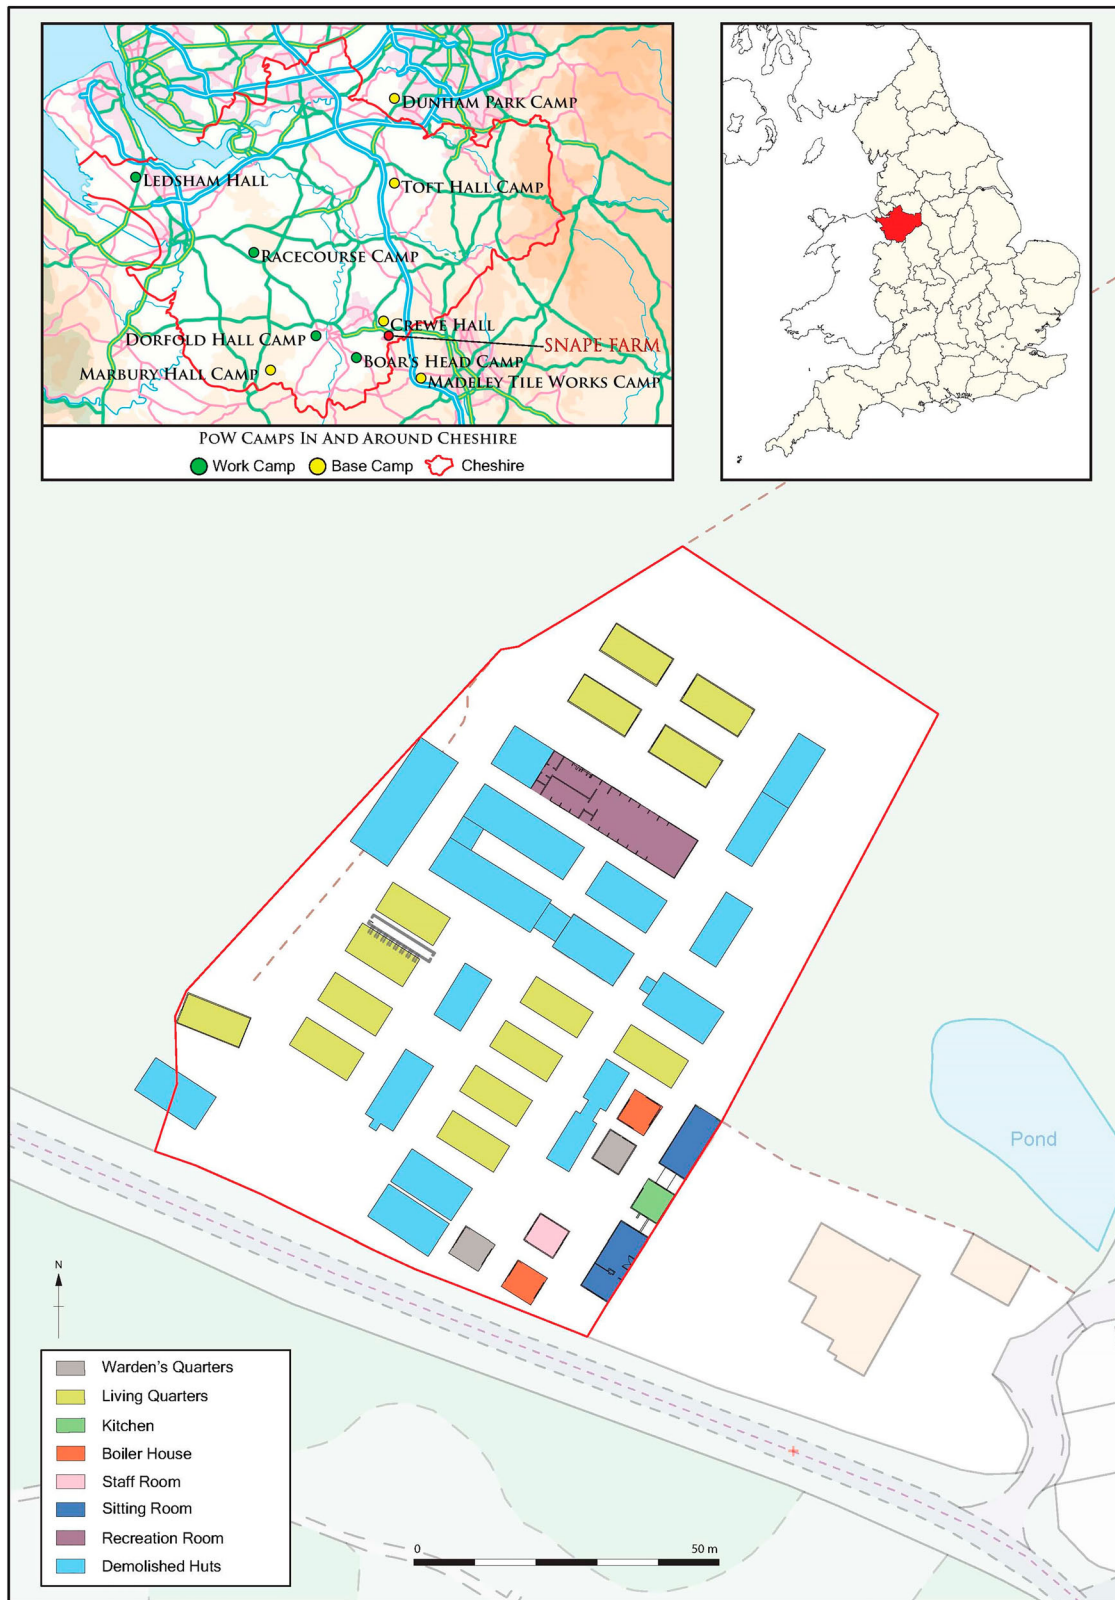 Dunham Park Camp
Ledsham Hall
Toft Hall Camp
Racecourse Camp
Crewe Hall
Dorfold Hall Camp
Snape Farm
Boar's Head Camp
Marbury Hall Camp
Madeley Tile Works Camp
PoW Camps In And Around Cheshire
Work Camp
Base Camp
Cheshire
Pond
N
Warden's Quarters
Living Quarters
Kitchen
Boiler House
Staff Room
Sitting Room
Recreation Room
Demolished Huts
0
50 m